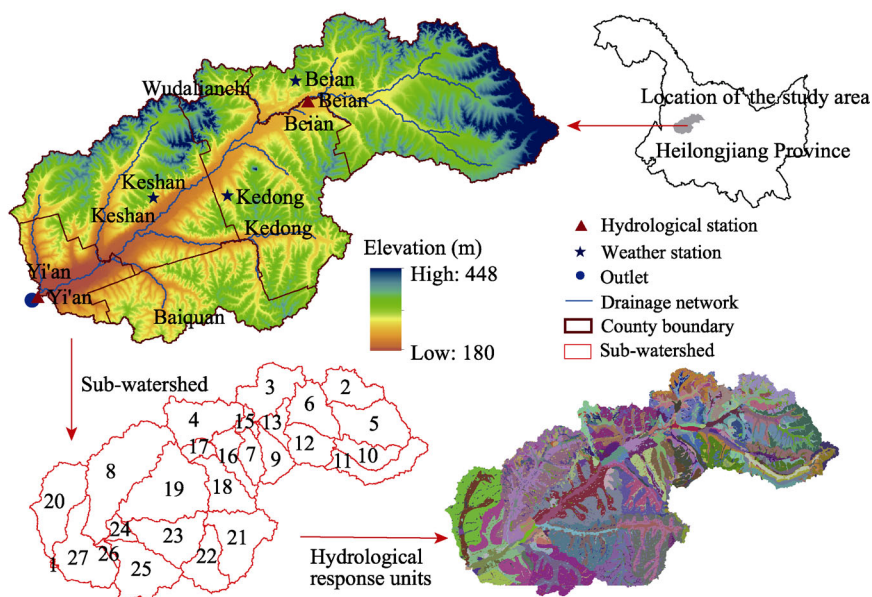 Wudalianchi
Beian
Beian
Beian
Location of the study area
Heilongjiang Province
Keshan
Keshan
Kedong
Kedong
Yi'an
Yi'an
Baiquan
Elevation (m)
High: 448
Low: 180
Hydrological station
Weather station
Outlet
Drainage network
County boundary
Sub-watershed
Sub-watershed
3
2
4
15
13
6
5
17
16
7
9
12
11
10
8
20
19
18
24
23
21
1
27
26
25
22
Hydrological
response units